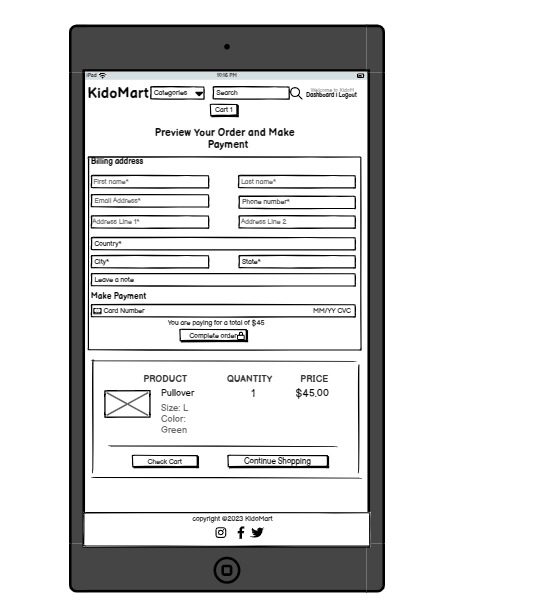 iPad 10:16 PM
KidoMart Categories Search Welcome to KidoM
Dashboard | Logout
Cart 1
Preview Your Order and Make
Payment
Billing address
First name* Last name*
Email Address* Phone number*
Address Line 1* Address Line 2
Country*
City* State*
Leave a note
Make Payment
Card Number MM/YY CVC
You are paying for a total of $45
Complete order
PRODUCT QUANTITY PRICE
Pullover 1 $45.00
Size: L
Color:
Green
Check Cart Continue Shopping
copyright ©2023 KidoMart